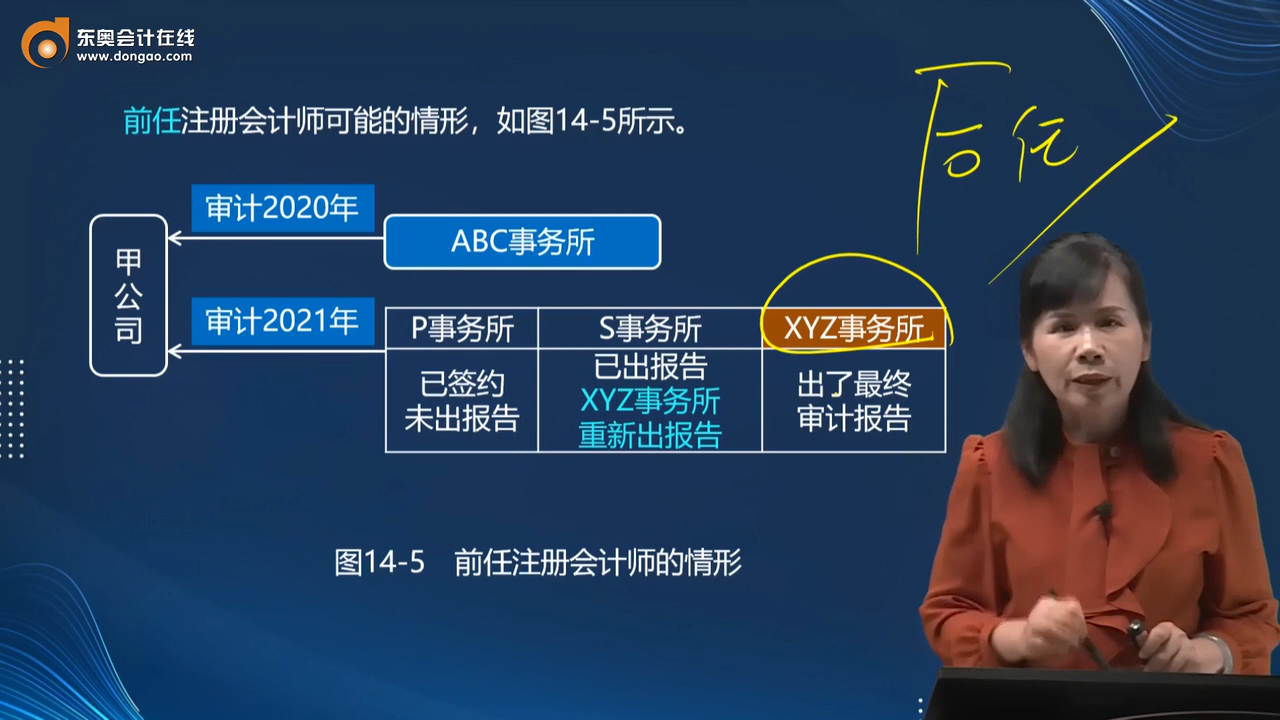 东奥会计在线
www.dongao.com
前任注册会计师可能的情形，如图14-5所示。
后任
审计2020年
ABC事务所
甲公司
审计2021年
P事务所 S事务所 XYZ事务所
已签约
未出报告
已出报告
XYZ事务所
重新出报告
出了最终
审计报告
图14-5 前任注册会计师的情形